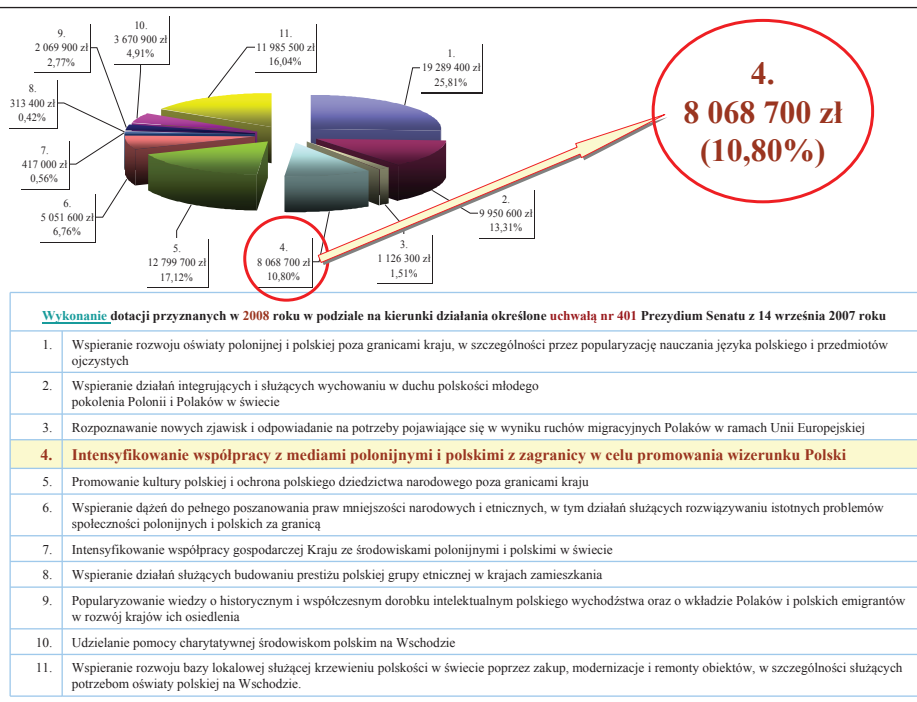 9.
2 069 900 zł
2,77%
10.
3 670 900 zł
4,91%
11.
11 985 500 zł
16,04%
1.
19 289 400 zł
25,81%
4.
8 068 700 zł
(10,80%)
8.
313 400 zł
0,42%
7.
417 000 zł
0,56%
6.
5 051 600 zł
6,76%
5.
12 799 700 zł
17,12%
4.
8 068 700 zł
10,80%
3.
1 126 300 zł
1,51%
2.
9 950 600 zł
13,31%
Wykonanie dotacji przyznanych w 2008 roku w podziale na kierunki działania określone uchwałą nr 401 Prezydium Senatu z 14 września 2007 roku
1. Wspieranie rozwoju oświaty polonijnej i polskiej poza granicami kraju, w szczególności przez popularyzację nauczania języka polskiego i przedmiotów
ojczystych
2. Wspieranie działań integrujących i służących wychowaniu w duchu polskości młodego
pokolenia Polonii i Polaków w świecie
3. Rozpoznawanie nowych zjawisk i odpowiadanie na potrzeby pojawiające się w wyniku ruchów migracyjnych Polaków w ramach Unii Europejskiej
4. Intensyfikowanie współpracy z mediami polonijnymi i polskimi z zagranicy w celu promowania wizerunku Polski
5. Promowanie kultury polskiej i ochrona polskiego dziedzictwa narodowego poza granicami kraju
6. Wspieranie dążeń do pełnego poszanowania praw mniejszości narodowych i etnicznych, w tym działań służących rozwiązywaniu istotnych problemów
społeczności polonijnych i polskich za granicą
7. Intensyfikowanie współpracy gospodarczej Kraju ze środowiskami polonijnymi i polskimi w świecie
8. Wspieranie działań służących budowaniu prestiżu polskiej grupy etnicznej w krajach zamieszkania
9. Popularyzowanie wiedzy o historycznym i współczesnym dorobku intelektualnym polskiego wychodźstwa oraz o wkładzie Polaków i polskich emigrantów
w rozwój krajów ich osiedlenia
10. Udzielanie pomocy charytatywnej środowiskom polskim na Wschodzie
11. Wspieranie rozwoju bazy lokalowej służącej krzewieniu polskości w świecie poprzez zakup, modernizacje i remonty obiektów, w szczególności służących
potrzebom oświaty polskiej na Wschodzie.